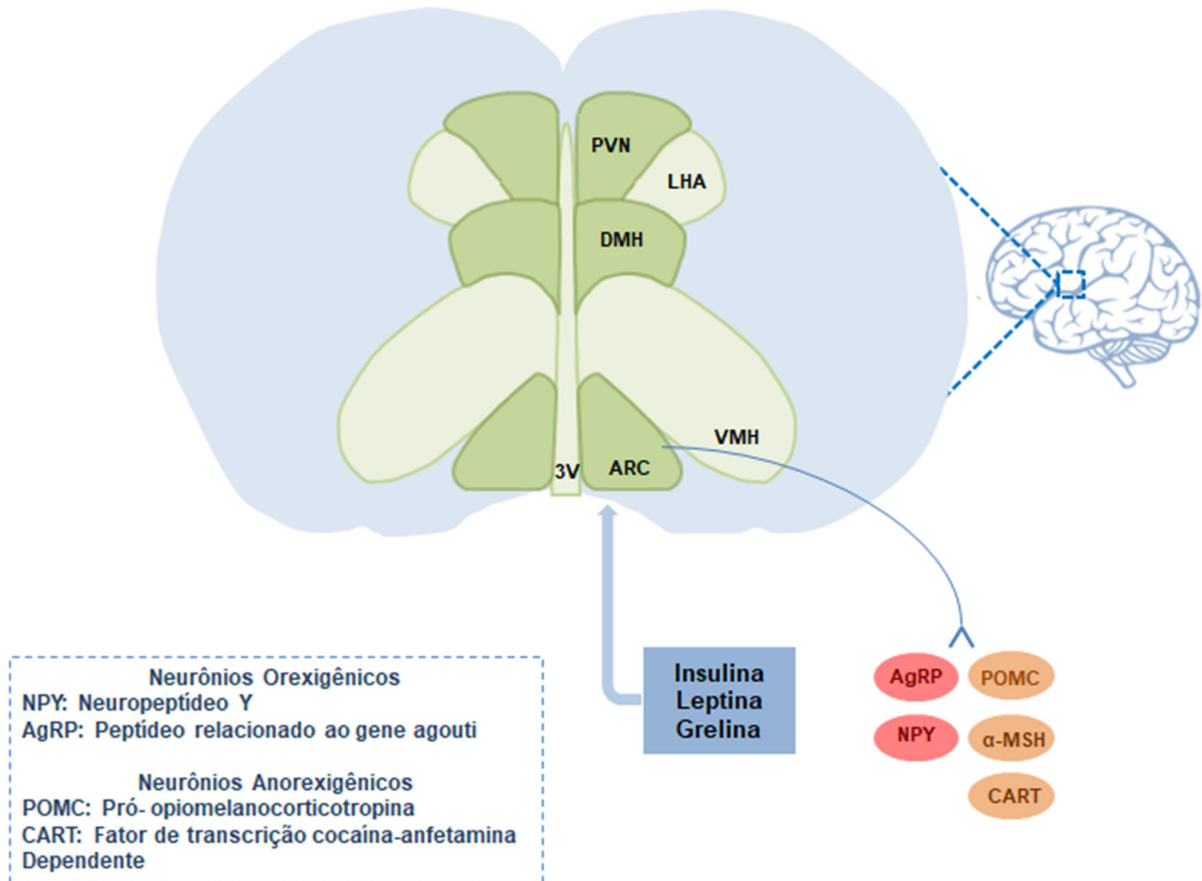 PVN
LHA
DMH
VMH
3V
ARC
Insulina
Leptina
Grelina
AgRP
POMC
NPY
α-MSH
CART
Neurônios Orexigênicos
NPY: Neuropeptídeo Y
AgRP: Peptídeo relacionado ao gene agouti
Neurônios Anorexigênicos
POMC: Pró- opiomelanocorticotropina
CART: Fator de transcrição cocaína-anfetamina
Dependente